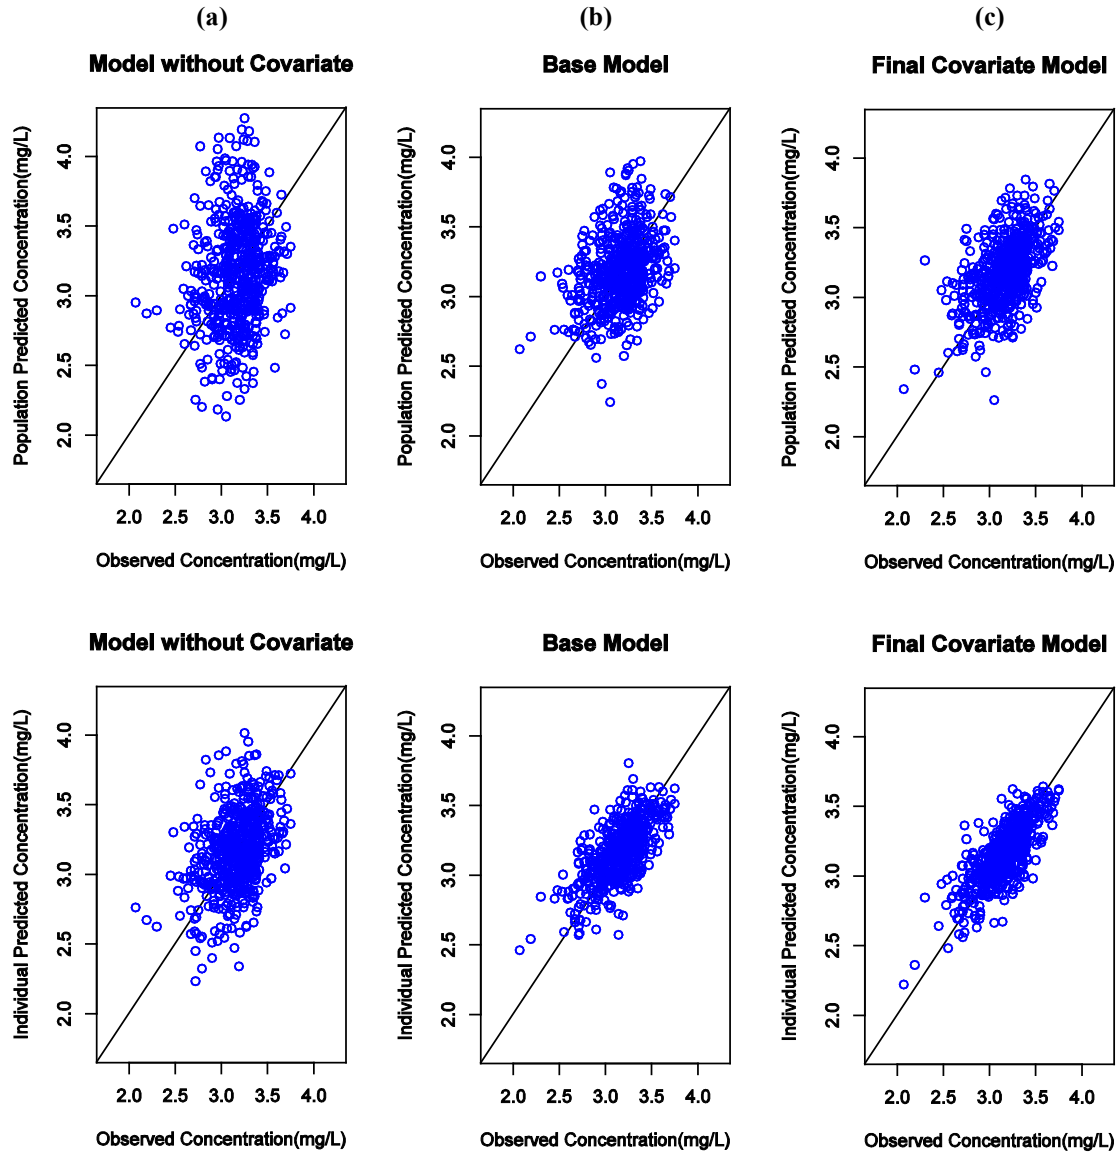 (a) (b) (c)
Model without Covariate Base Model Final Covariate Model
Population Predicted Concentration(mg/L)
4.0
3.5
3.0
2.5
2.0
2.0 2.5 3.0 3.5 4.0
Observed Concentration(mg/L)
Population Predicted Concentration(mg/L)
4.0
3.5
3.0
2.5
2.0
2.0 2.5 3.0 3.5 4.0
Observed Concentration(mg/L)
Population Predicted Concentration(mg/L)
4.0
3.5
3.0
2.5
2.0
2.0 2.5 3.0 3.5 4.0
Observed Concentration(mg/L)
Model without Covariate Base Model Final Covariate Model
Individual Predicted Concentration(mg/L)
4.0
3.5
3.0
2.5
2.0
2.0 2.5 3.0 3.5 4.0
Observed Concentration(mg/L)
Individual Predicted Concentration(mg/L)
4.0
3.5
3.0
2.5
2.0
2.0 2.5 3.0 3.5 4.0
Observed Concentration(mg/L)
Individual Predicted Concentration(mg/L)
4.0
3.5
3.0
2.5
2.0
2.0 2.5 3.0 3.5 4.0
Observed Concentration(mg/L)